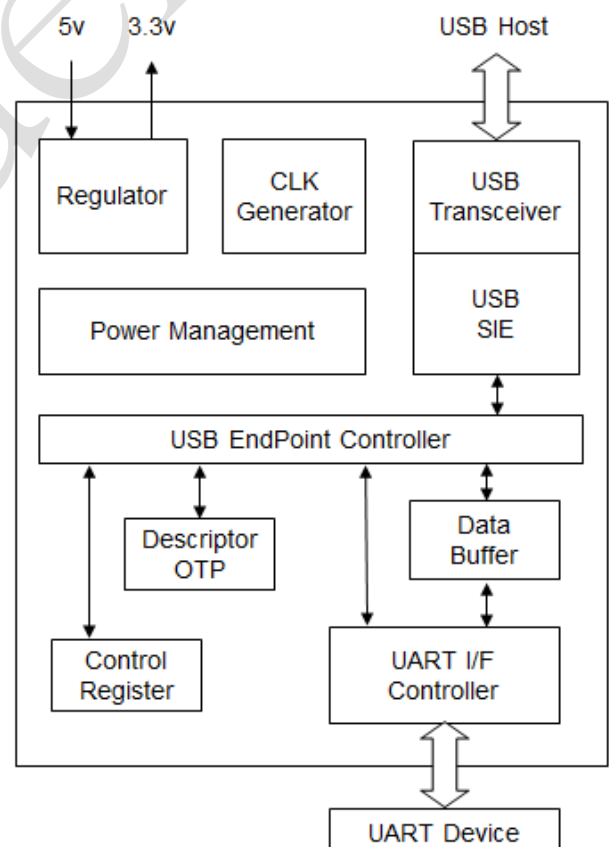 5v 3.3v USB Host
Regulator
CLK
Generator
USB
Transceiver
Power Management
USB
SIE
USB EndPoint Controller
Descriptor
OTP
Data
Buffer
Control
Register
UART I/F
Controller
UART Device